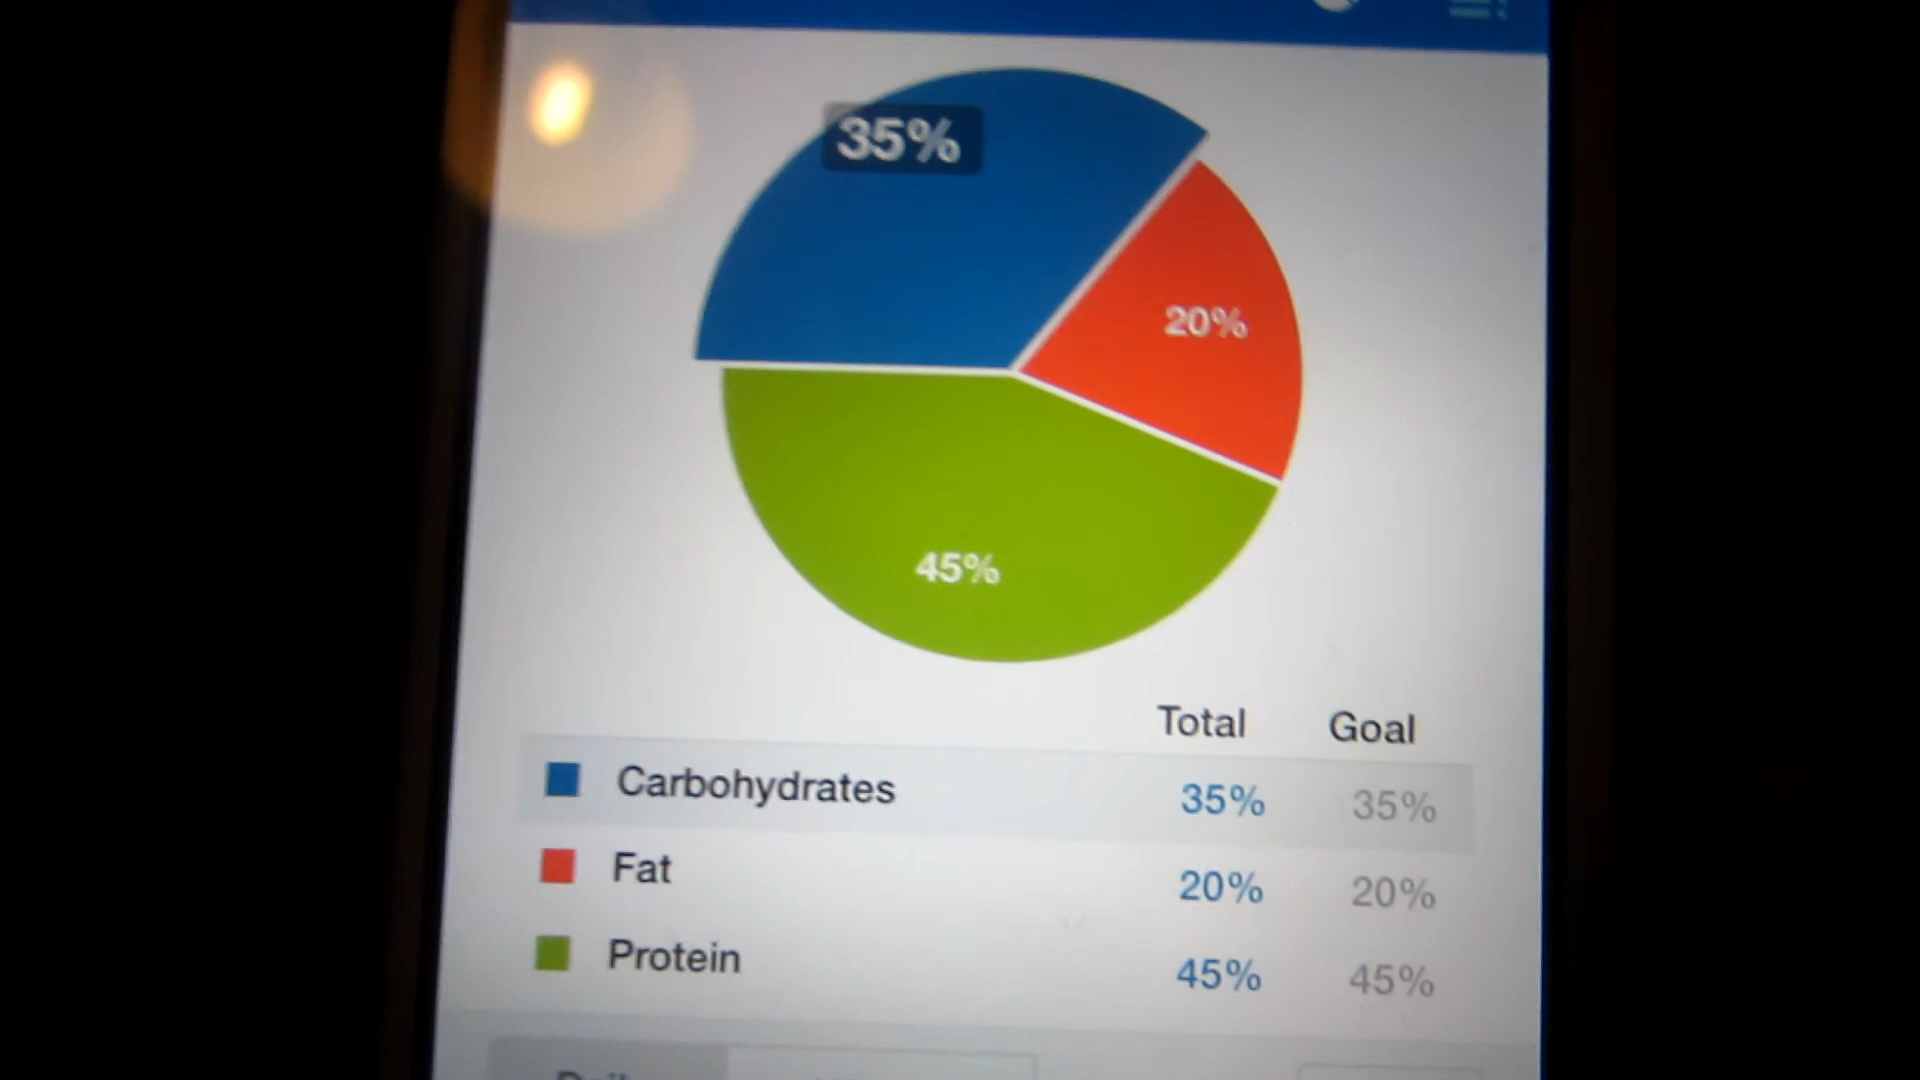 35%
20%
45%
Total Goal
Carbohydrates 35% 35%
Fat 20% 20%
Protein 45% 45%